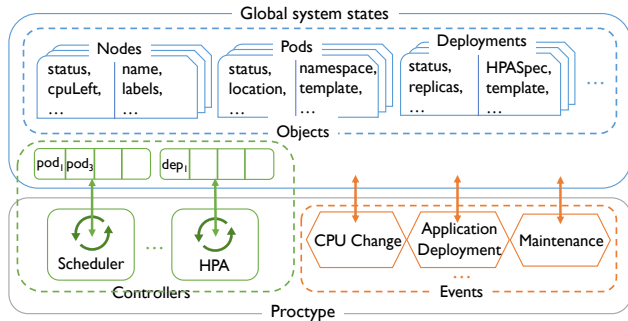 Global system states
Nodes
status,
cpuLeft,
...
name,
labels,
...
Pods
status,
location,
...
namespace,
template,
...
Deployments
status,
replicas,
...
HPASpec,
template,
...
...
Objects
pod₁ pod₃
dep₁
Scheduler
...
HPA
Controllers
CPU Change
Application
Deployment
Maintenance
...
Events
Proctype